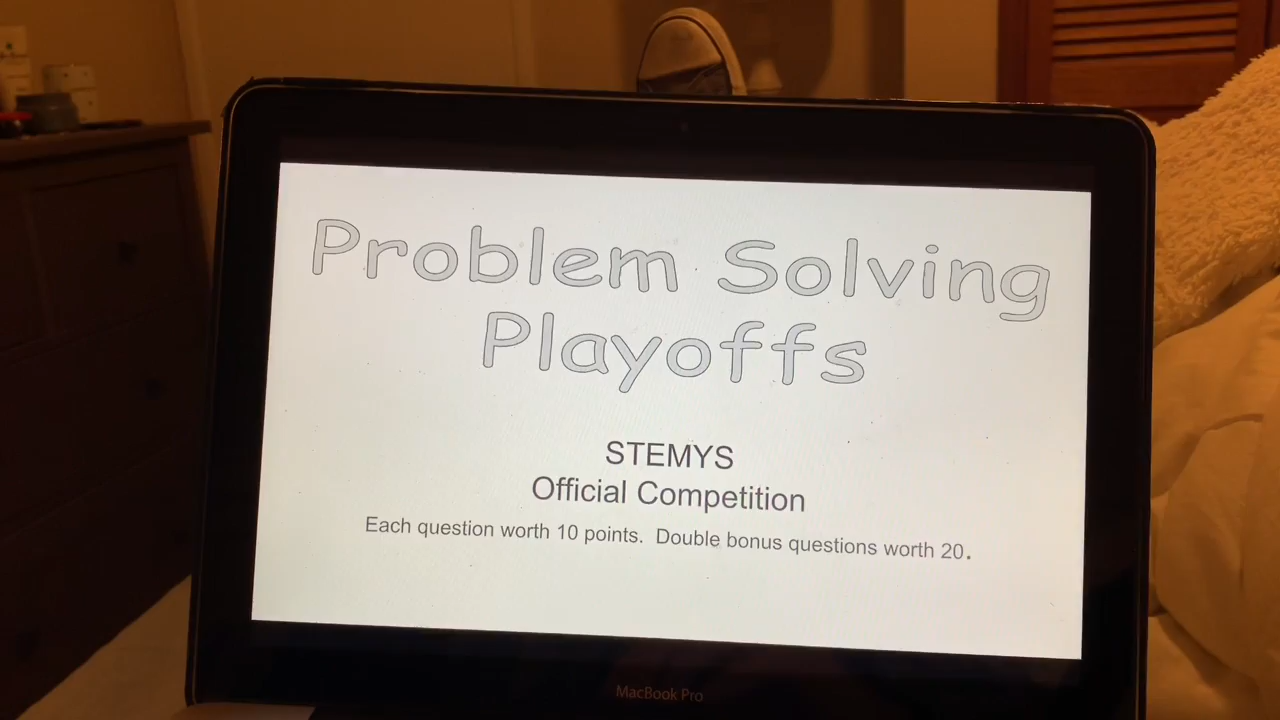 Problem Solving
Playoffs
STEMYS
Official Competition
Each question worth 10 points. Double bonus questions worth 20.
MacBook Pro